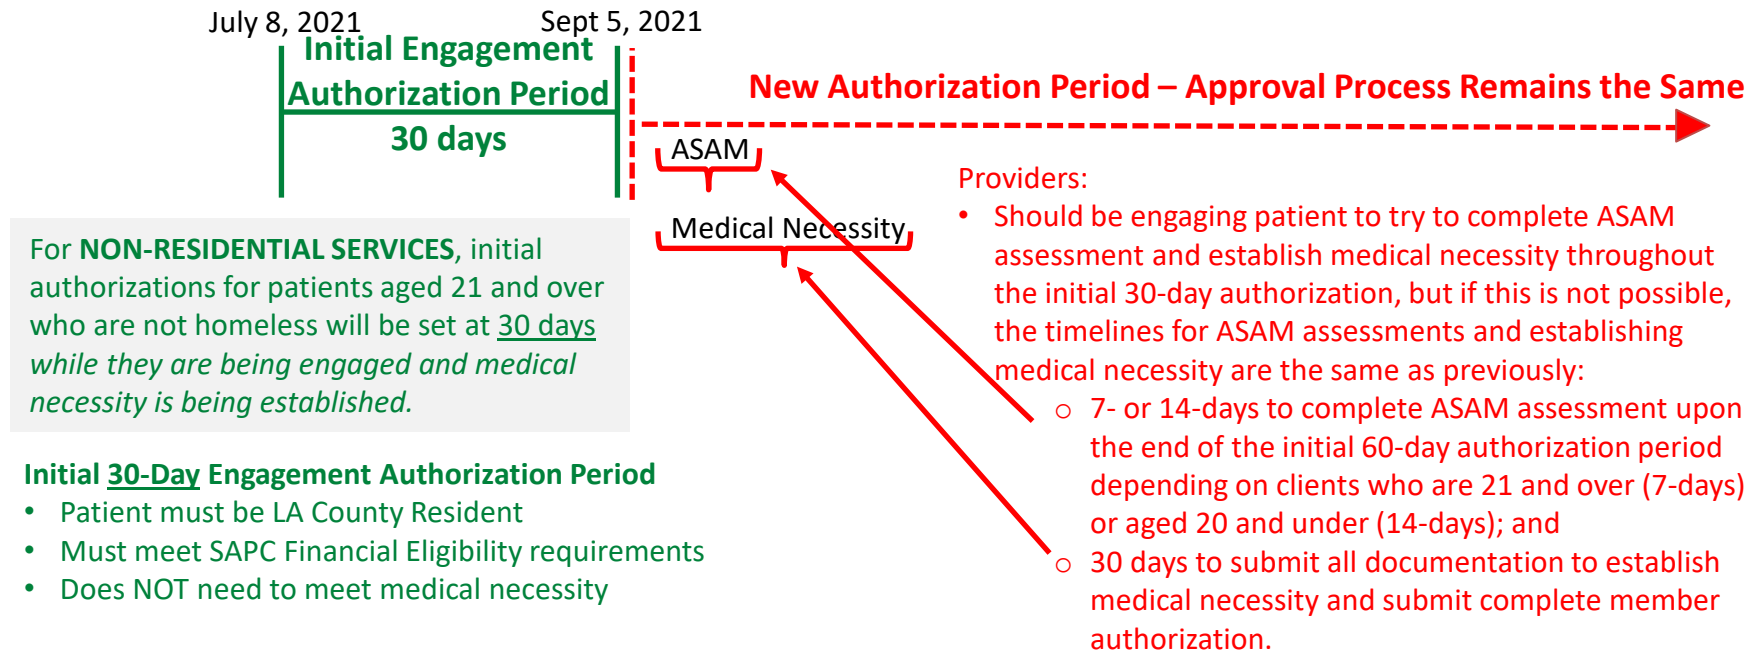 July 8, 2021
Sept 5, 2021
Initial Engagement
Authorization Period
30 days
New Authorization Period – Approval Process Remains the Same
ASAM
Medical Necessity
For NON-RESIDENTIAL SERVICES, initial
authorizations for patients aged 21 and over
who are not homeless will be set at 30 days
while they are being engaged and medical
necessity is being established.
Initial 30-Day Engagement Authorization Period
• Patient must be LA County Resident
• Must meet SAPC Financial Eligibility requirements
• Does NOT need to meet medical necessity
Providers:
• Should be engaging patient to try to complete ASAM
assessment and establish medical necessity throughout
the initial 30-day authorization, but if this is not possible,
the timelines for ASAM assessments and establishing
medical necessity are the same as previously:
o 7- or 14-days to complete ASAM assessment upon
the end of the initial 60-day authorization period
depending on clients who are 21 and over (7-days)
or aged 20 and under (14-days); and
o 30 days to submit all documentation to establish
medical necessity and submit complete member
authorization.